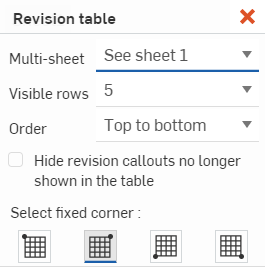 Revision table
Multi-sheet See sheet 1
Visible rows 5
Order Top to bottom
Hide revision callouts no longer
shown in the table
Select fixed corner :